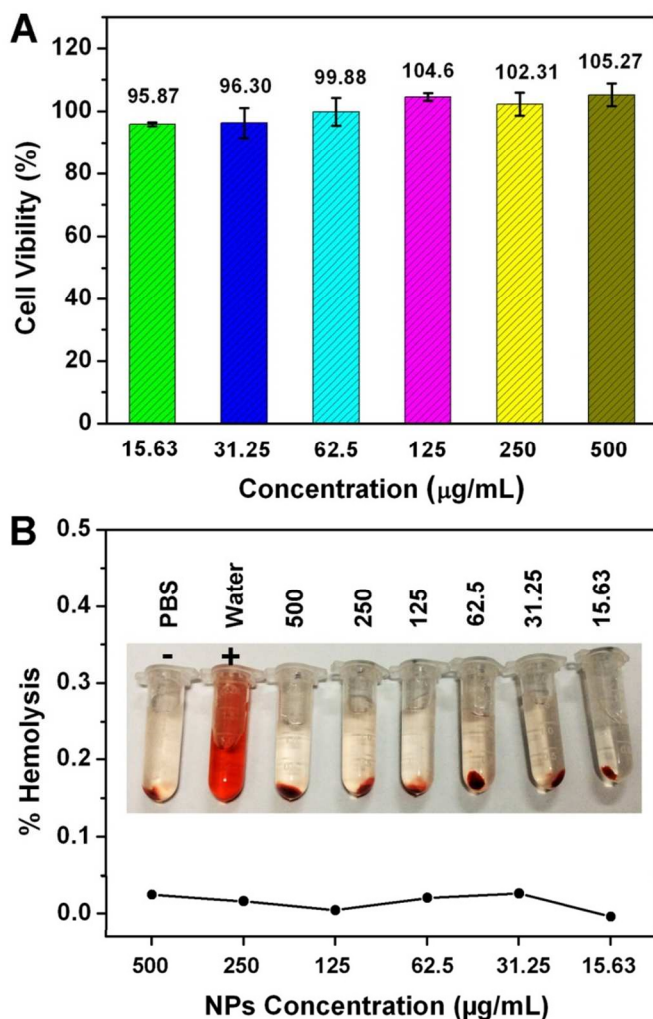 A
Cell Vibility (%)
120
100
80
60
40
20
0
95.87 96.30 99.88 104.6 102.31 105.27
15.63 31.25 62.5 125 250 500
Concentration (μg/mL)
B
% Hemolysis
0.5
0.4
0.3
0.2
0.1
0.0
PBS Water 500 250 125 62.5 31.25 15.63
- +
500 250 125 62.5 31.25 15.63
NPs Concentration (μg/mL)